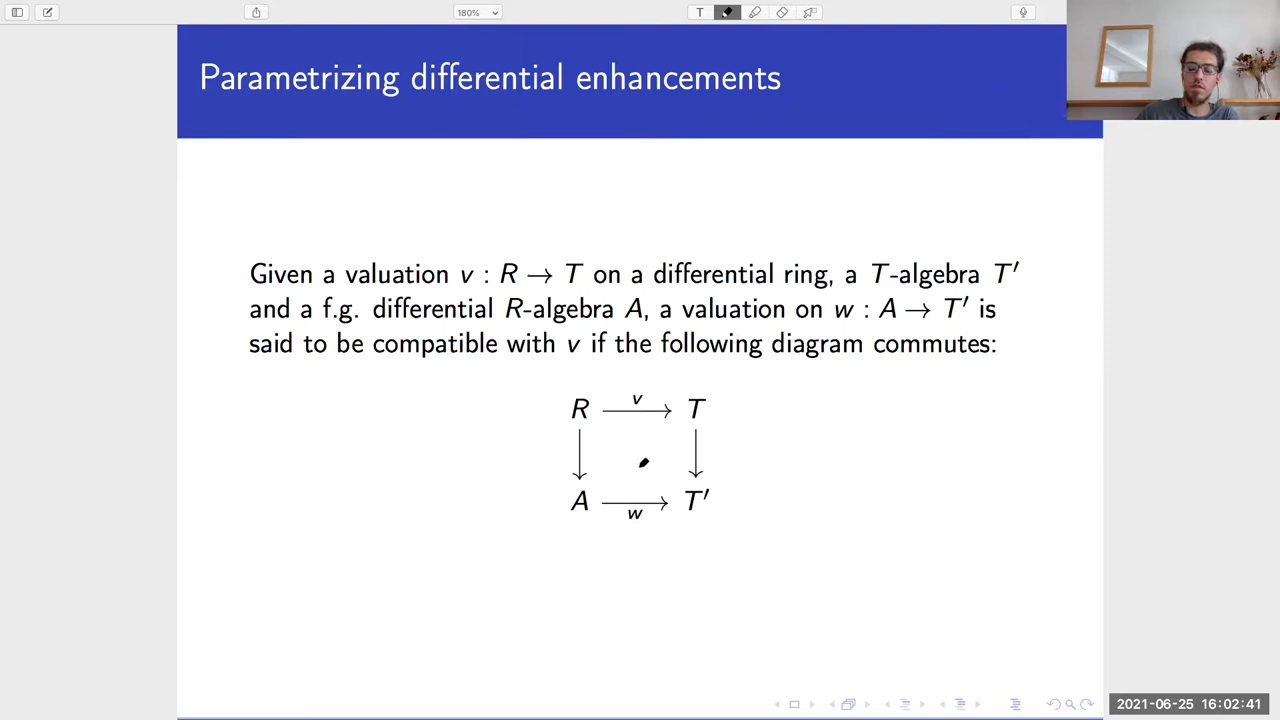 180%
T
Parametrizing differential enhancements
Given a valuation v : R → T on a differential ring, a T-algebra T′
and a f.g. differential R-algebra A, a valuation on w : A → T′ is
said to be compatible with v if the following diagram commutes:
v
R → T
↓ ↓
A → T′
w
2021-06-25 16:02:41